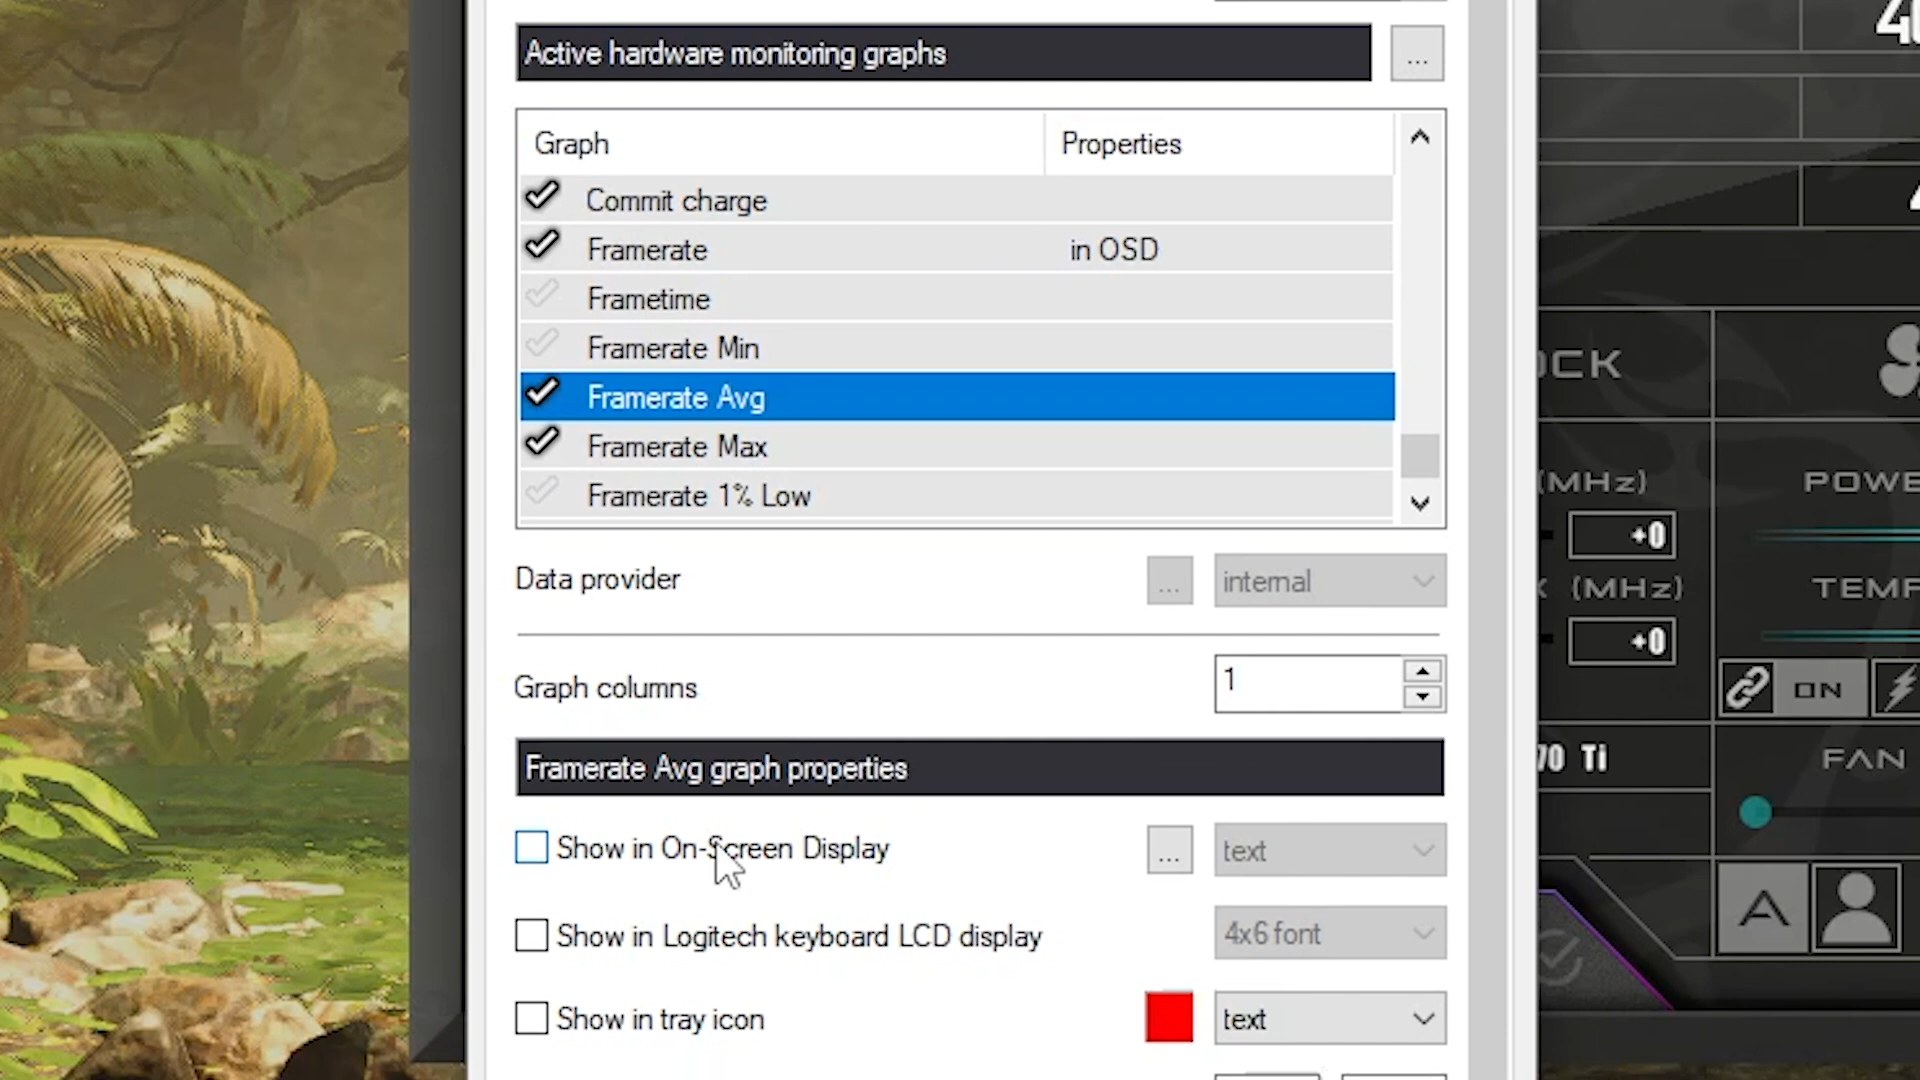 Active hardware monitoring graphs
...
Graph Properties
Commit charge
Framerate in OSD
Frametime
Framerate Min
Framerate Avg
Framerate Max
Framerate 1% Low
Data provider ... internal
Graph columns 1
Framerate Avg graph properties
Show in On-Screen Display ... text
Show in Logitech keyboard LCD display 4x6 font
Show in tray icon text
(MHz)
+0
(MHz)
+0
ON
70 Ti
FAN
A